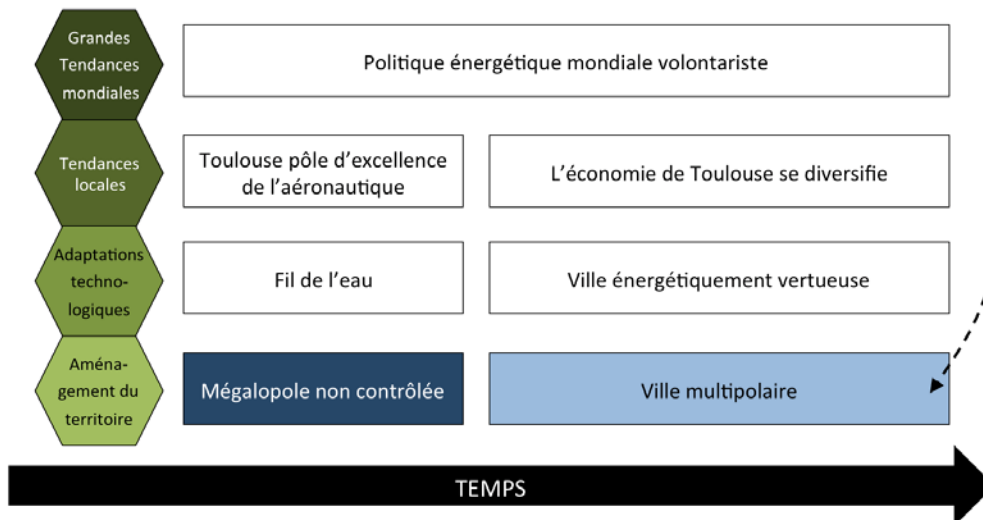 Grandes
Tendances
mondiales
Politique énergétique mondiale volontariste
Tendances
locales
Toulouse pôle d’excellence
de l’aéronautique
L’économie de Toulouse se diversifie
Adaptations
techno-
logiques
Fil de l’eau
Ville énergétiquement vertueuse
Aména-
gement du
territoire
Mégalopole non contrôlée
Ville multipolaire
TEMPS